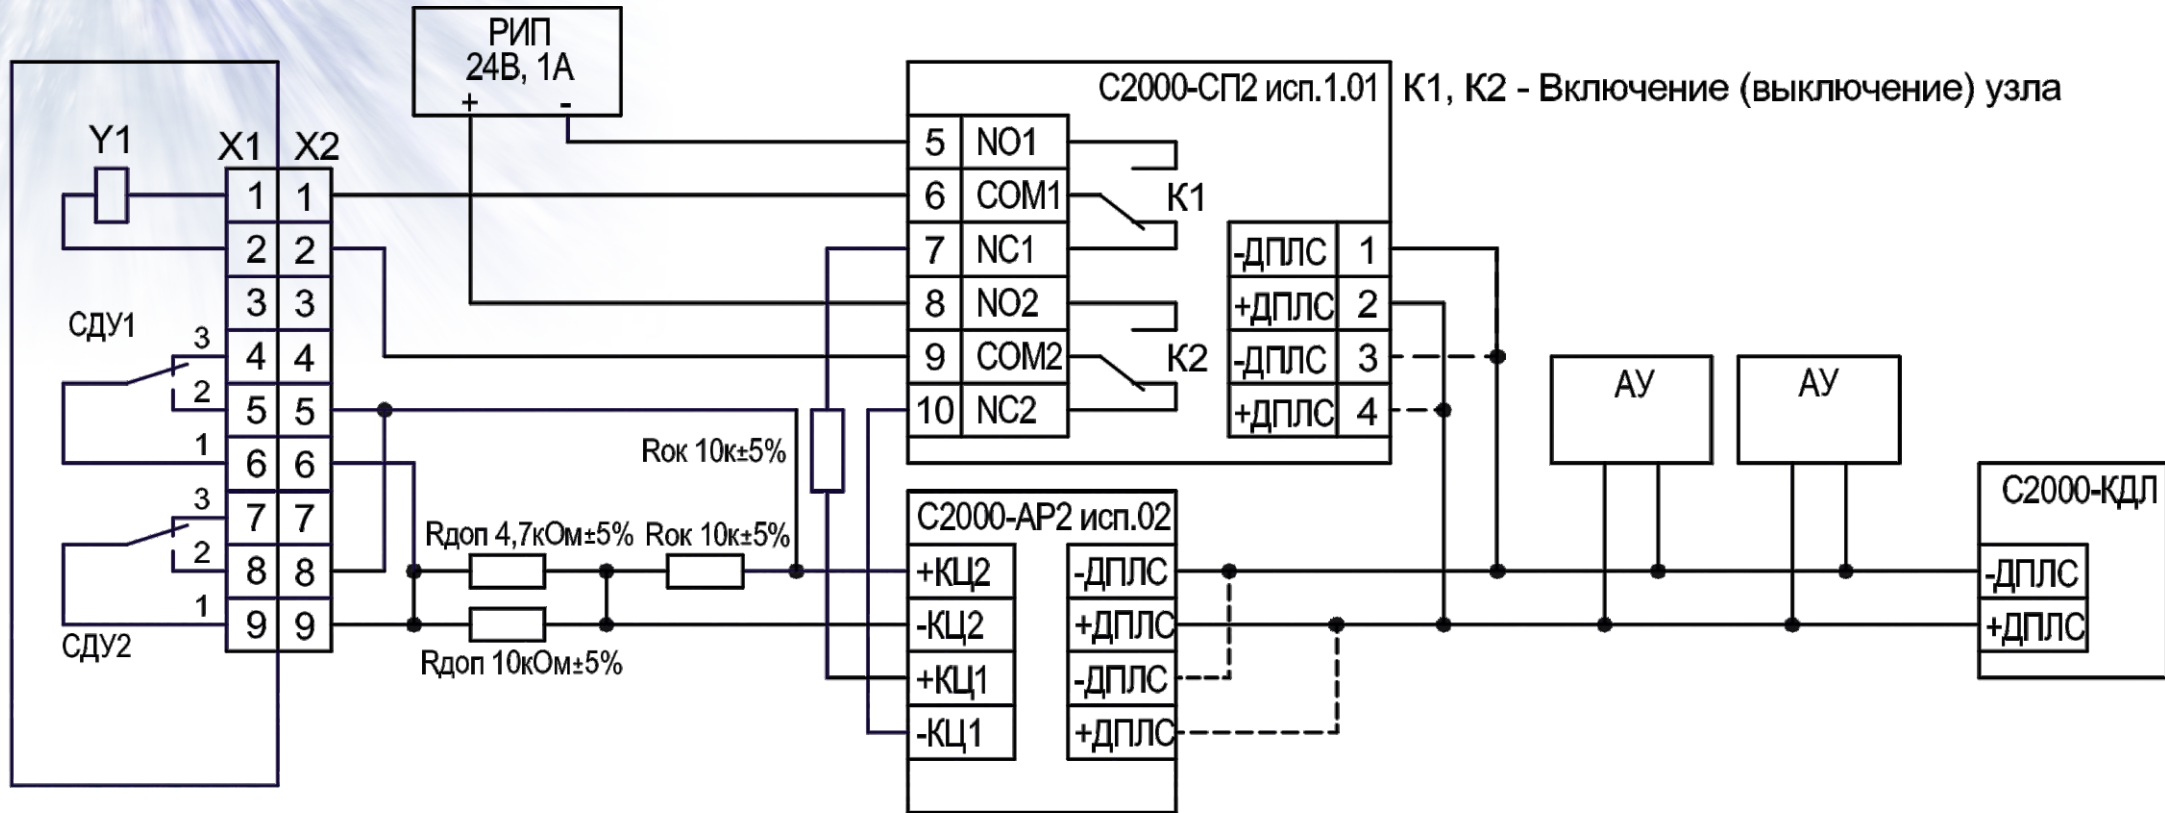 РИП
24В, 1А
+ -
С2000-СП2 исп.1.01
К1, К2 - Включение (выключение) узла
Y1
X1 X2
1 1
2 2
3 3
4 4
5 5
6 6
7 7
8 8
9 9
СДУ1
3
2
1
3
2
1
СДУ2
5 NO1
6 COM1
7 NC1
8 NO2
9 COM2
10 NC2
К1
К2
-ДПЛС 1
+ДПЛС 2
-ДПЛС 3
+ДПЛС 4
Rок 10к±5%
Rдоп 4,7кОм±5% Rок 10к±5%
Rдоп 10кОм±5%
С2000-АР2 исп.02
+КЦ2 -ДПЛС
-КЦ2 +ДПЛС
+КЦ1 -ДПЛС
-КЦ1 +ДПЛС
АУ АУ
С2000-КДЛ
-ДПЛС
+ДПЛС